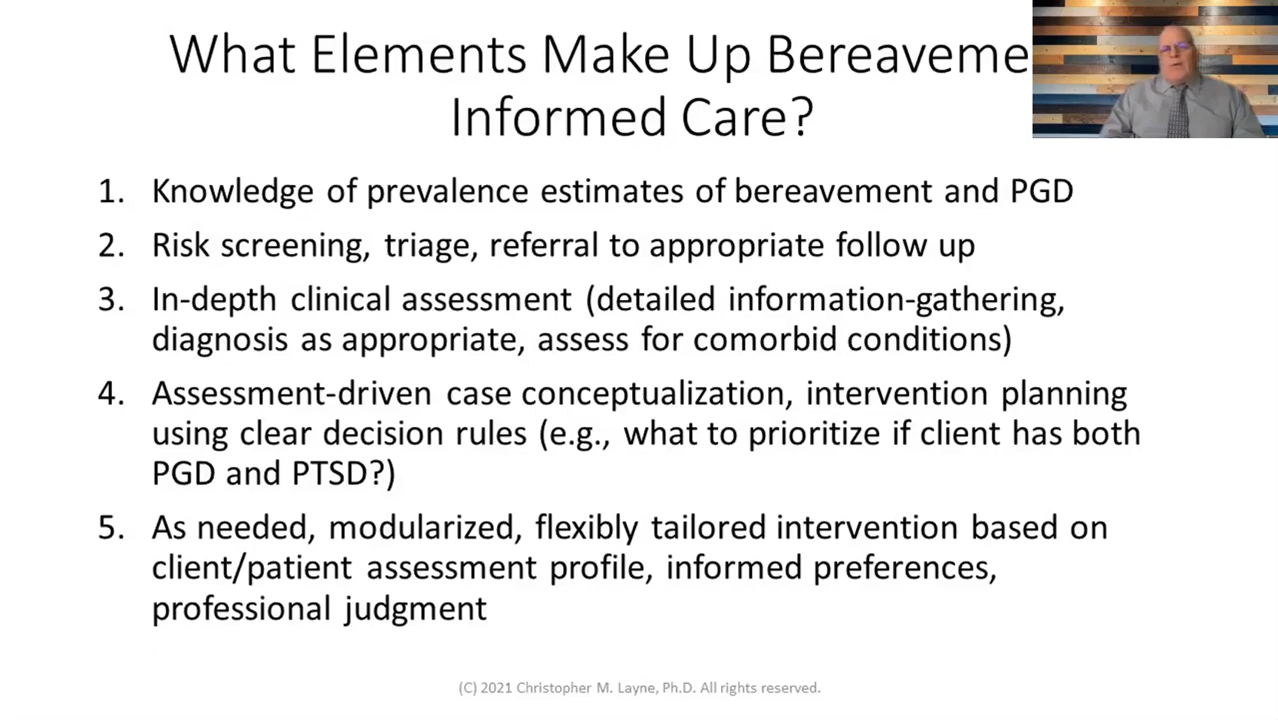 What Elements Make Up Bereaveme
Informed Care?
1. Knowledge of prevalence estimates of bereavement and PGD
2. Risk screening, triage, referral to appropriate follow up
3. In-depth clinical assessment (detailed information-gathering,
diagnosis as appropriate, assess for comorbid conditions)
4. Assessment-driven case conceptualization, intervention planning
using clear decision rules (e.g., what to prioritize if client has both
PGD and PTSD?)
5. As needed, modularized, flexibly tailored intervention based on
client/patient assessment profile, informed preferences,
professional judgment
(C) 2021 Christopher M. Layne, Ph.D. All rights reserved.